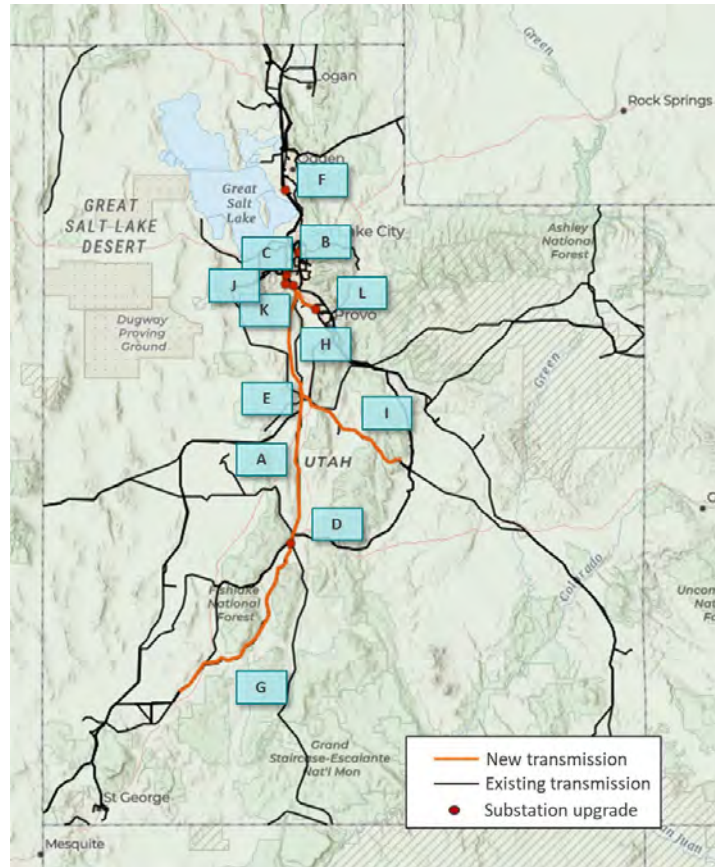 Logan
Green
Rock Springs
Ogden
F
Great
Salt
Lake
GREAT
SALT LAKE
DESERT
B
ake City
C
Ashley
National
Forest
J
L
K
Provo
Dugway
Proving
Ground
H
Green
E
I
A
UTAH
D
Colorado
Fishlake
National
Forest
G
Grand
Staircase-Escalante
Nat'l Mon
New transmission
Existing transmission
Substation upgrade
St George
Mesquite
an Juan